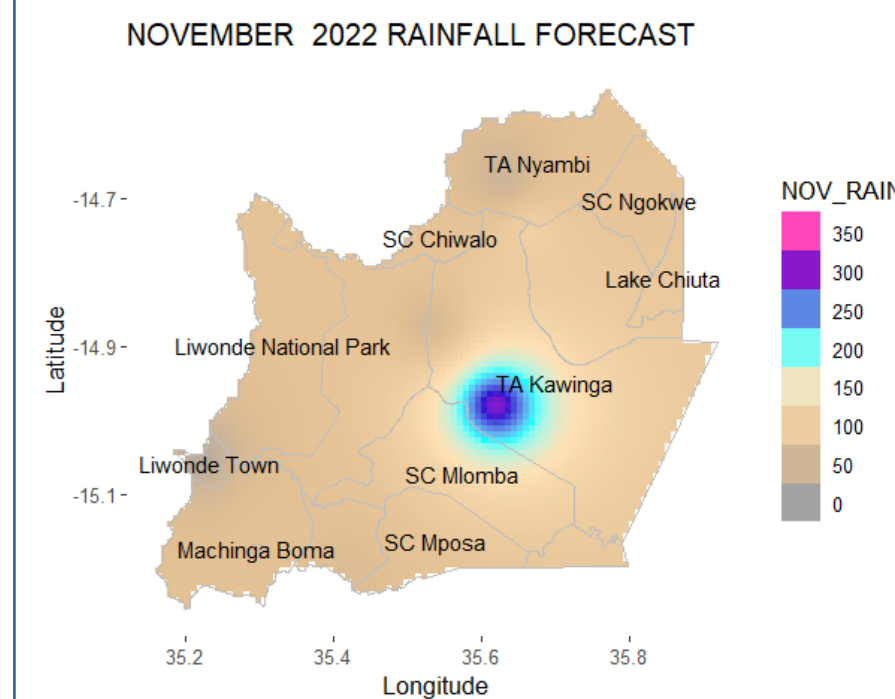 NOVEMBER  2022 RAINFALL FORECAST
TA Nyambi
-14.7
SC Ngokwe
SC Chiwalo
Lake Chiuta
Latitude
-14.9
Liwonde National Park
TA Kawinga
Liwonde Town
SC Mlomba
-15.1
Machinga Boma
SC Mposa
35.2
35.4
35.6
35.8
Longitude
NOV_RAIN
350
300
250
200
150
100
50
0